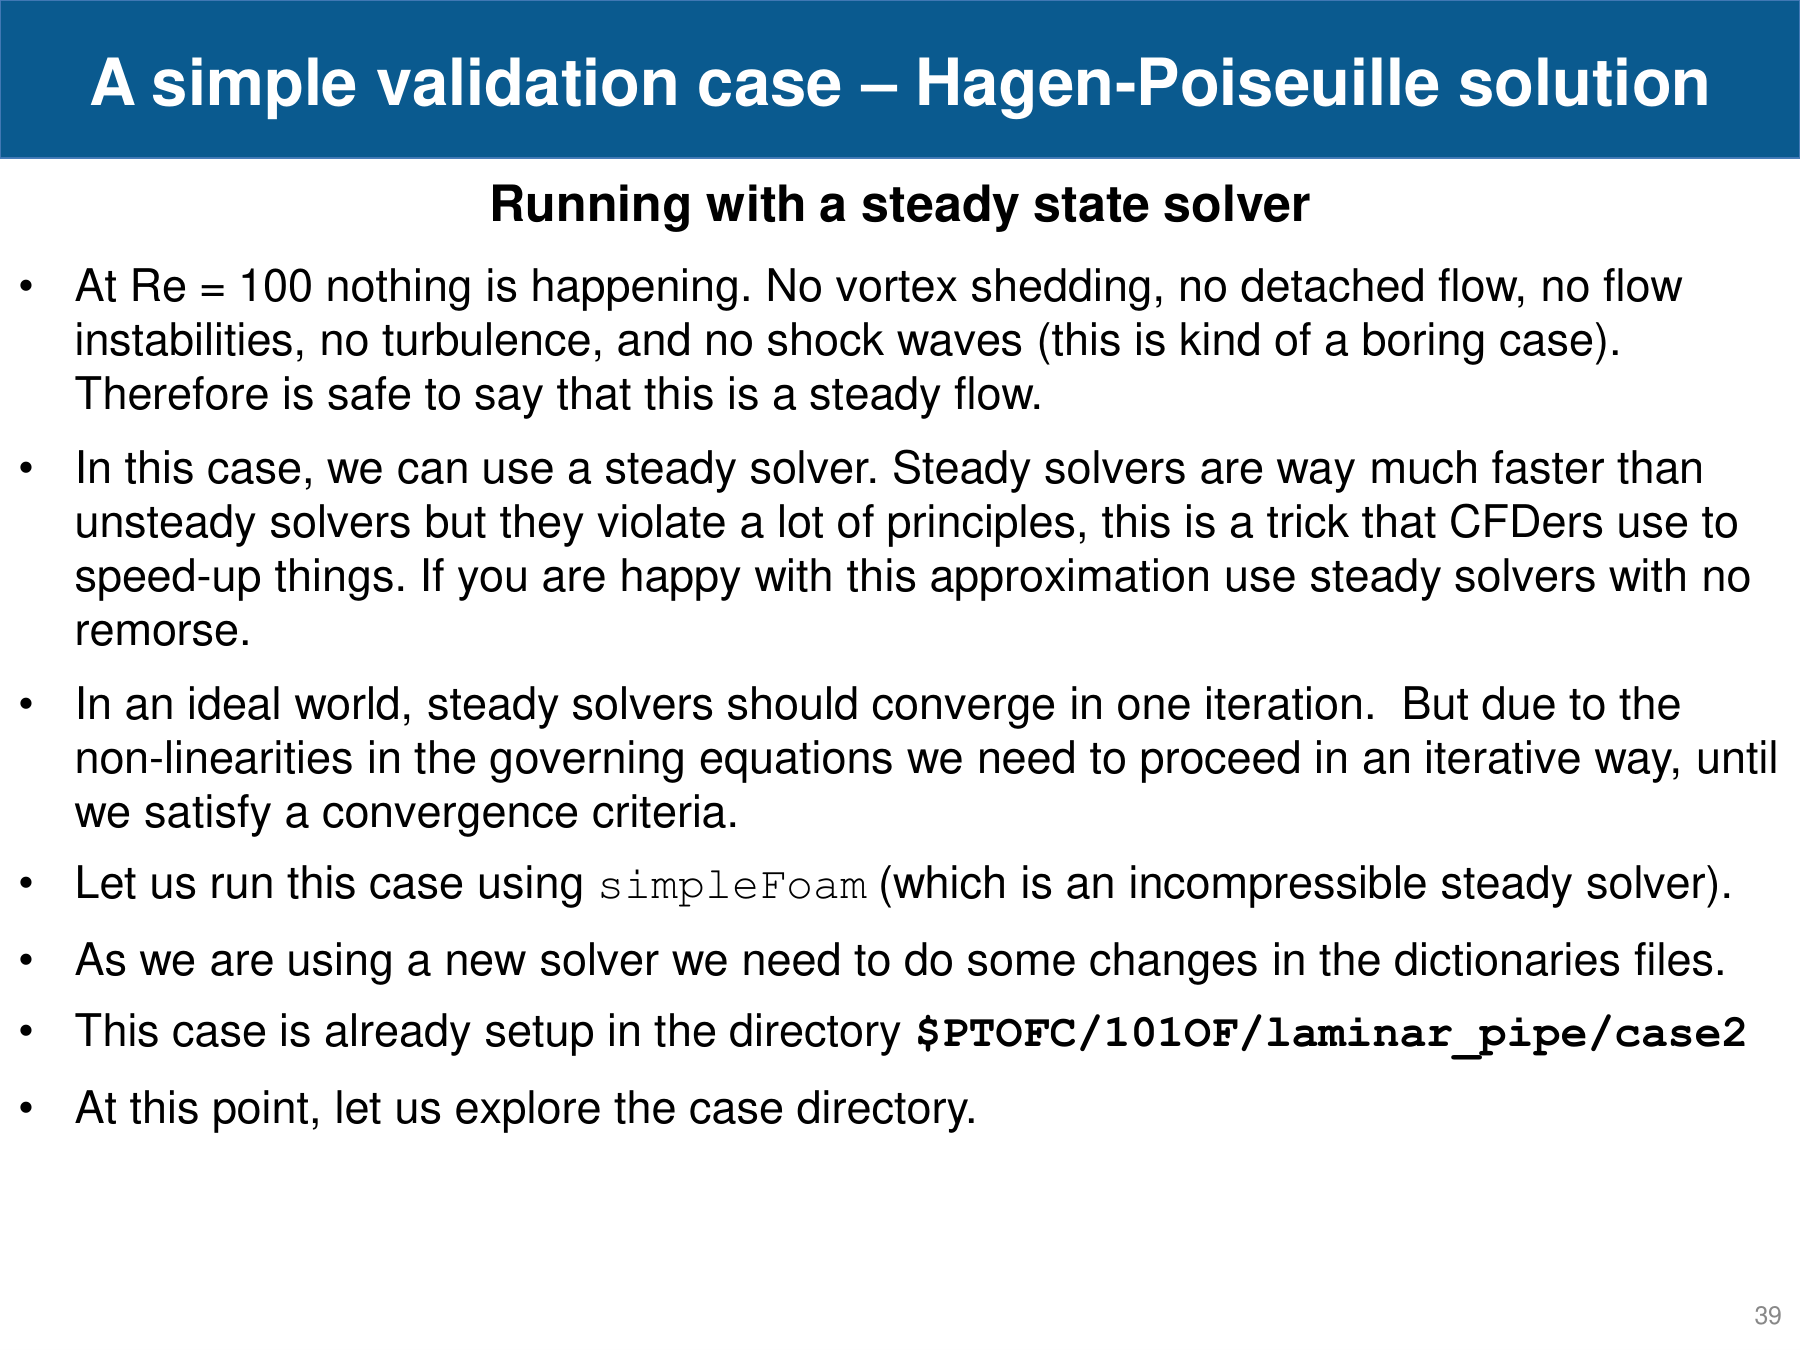 A simple validation case – Hagen-Poiseuille solution
Running with a steady state solver
• At Re = 100 nothing is happening. No vortex shedding, no detached flow, no flow
instabilities, no turbulence, and no shock waves (this is kind of a boring case).
Therefore is safe to say that this is a steady flow.
• In this case, we can use a steady solver. Steady solvers are way much faster than
unsteady solvers but they violate a lot of principles, this is a trick that CFDers use to
speed-up things. If you are happy with this approximation use steady solvers with no
remorse.
• In an ideal world, steady solvers should converge in one iteration.  But due to the
non-linearities in the governing equations we need to proceed in an iterative way, until
we satisfy a convergence criteria.
• Let us run this case using simpleFoam (which is an incompressible steady solver).
• As we are using a new solver we need to do some changes in the dictionaries files.
• This case is already setup in the directory $PTOFC/101OF/laminar_pipe/case2
• At this point, let us explore the case directory.
39